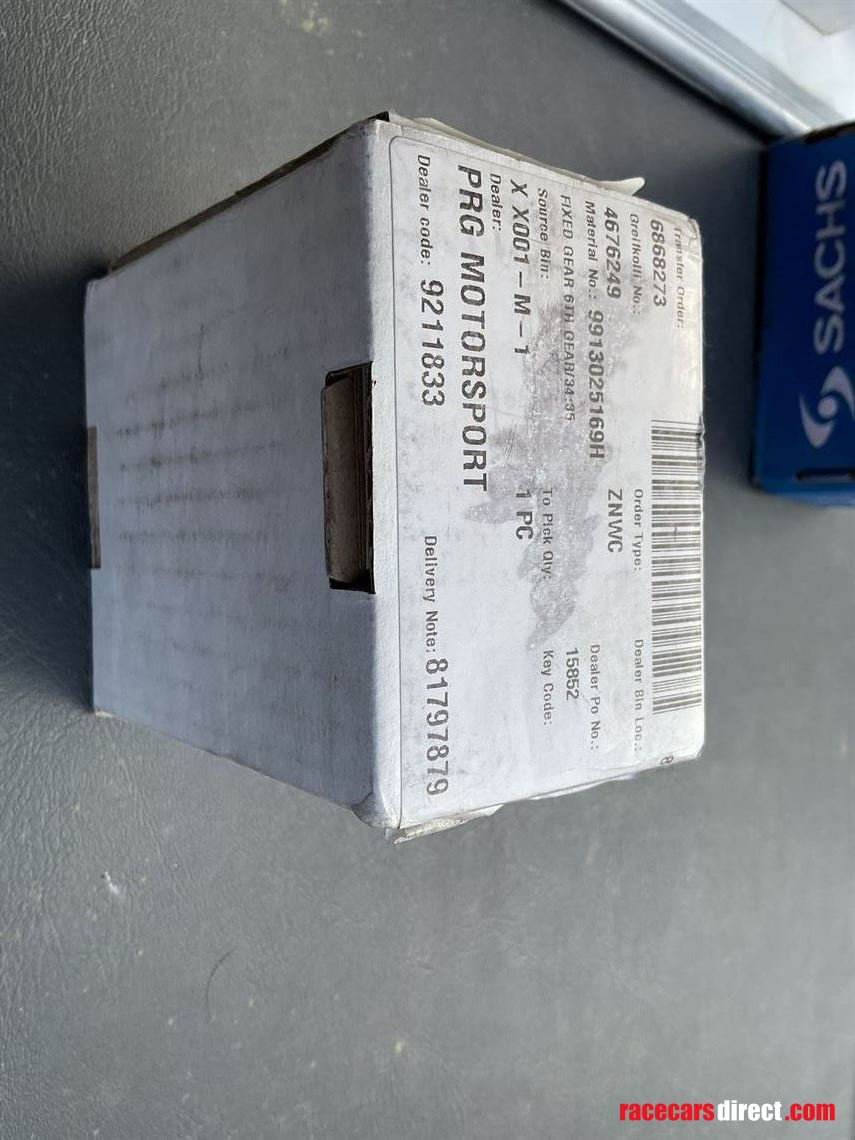 Transfer Order:
6868273
Greifkolli. No.:
4676249
Order Type:
ZNWC
Dealer Bin Loc.:
Material No.: 9913025169H
Dealer Po No.:
15852
FIXED GEAR 6TH GEAR/34:35
Source Bin:
X X001-M-1
To Pick Qty:
1 PC
Key Code:
Dealer:
PRG MOTORSPORT
Dealer code: 9211833
Delivery Note: 81797879
8
SACHS
racecarsdirect.com